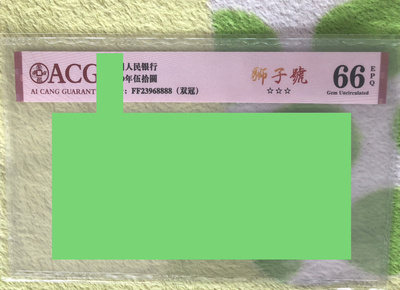 ACG
人民银行
年伍拾圆
AI CANG GUARANT
FF23968888（双冠）
狮子號
☆☆☆
66
EPQ
Gem Uncirculated